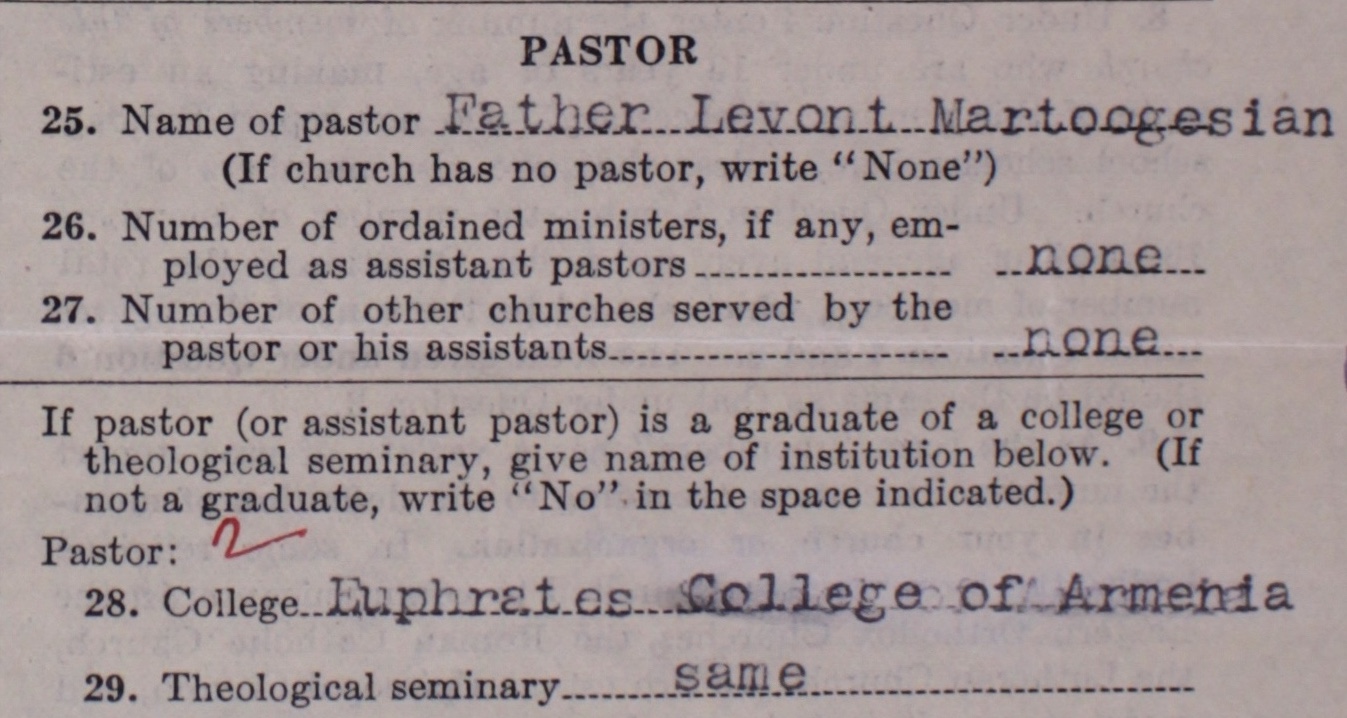 PASTOR
25. Name of pastor Father Levont Martoogesian
(If church has no pastor, write "None")
26. Number of ordained ministers, if any, em-
ployed as assistant pastors none
27. Number of other churches served by the
pastor or his assistants none
If pastor (or assistant pastor) is a graduate of a college or
theological seminary, give name of institution below. (If
not a graduate, write "No" in the space indicated.)
Pastor: 2
28. College Euphrates College of Armenia
29. Theological seminary same